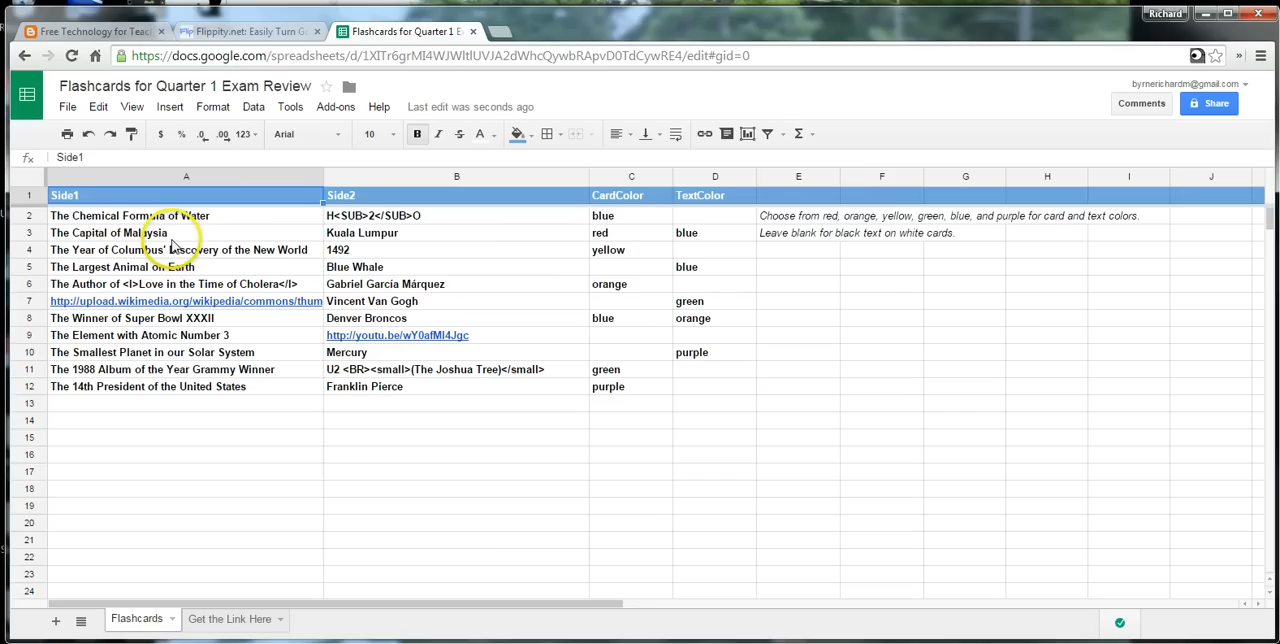 Richard
Free Technology for Teach
Flippity.net: Easily Turn G
Flashcards for Quarter 1 E
https://docs.google.com/spreadsheets/d/1XITr6grMI4WJWltlUVJA2dWhcQywbRApvD0TdCywRE4/edit#gid=0
Flashcards for Quarter 1 Exam Review
byrnerichardm@gmail.com
File Edit View Insert Format Data Tools Add-ons Help Last edit was seconds ago
Comments Share
$ % .0 .00 123 Arial 10 B I S A
fx Side1
A B C D E F G H I J
1 Side1 Side2 CardColor TextColor
2 The Chemical Formula of Water H<SUB>2</SUB>O blue Choose from red, orange, yellow, green, blue, and purple for card and text colors.
3 The Capital of Malaysia Kuala Lumpur red blue Leave blank for black text on white cards.
4 The Year of Columbus' Discovery of the New World 1492 yellow
5 The Largest Animal on Earth Blue Whale blue
6 The Author of <I>Love in the Time of Cholera</I> Gabriel García Márquez orange
7 http://upload.wikimedia.org/wikipedia/commons/thum Vincent Van Gogh green
8 The Winner of Super Bowl XXXII Denver Broncos blue orange
9 The Element with Atomic Number 3 http://youtu.be/wY0afMI4Jgc
10 The Smallest Planet in our Solar System Mercury purple
11 The 1988 Album of the Year Grammy Winner U2 <BR><small>(The Joshua Tree)</small> green
12 The 14th President of the United States Franklin Pierce purple
13
14
15
16
17
18
19
20
21
22
23
24
Flashcards Get the Link Here